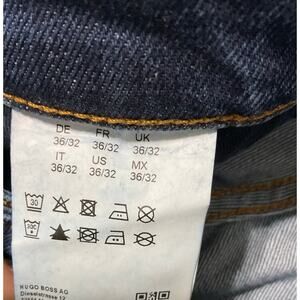 DE FR UK
36/32 36/32 36/32
IT US MX
36/32 36/32 36/32
30
30C
HUGO BOSS AG
Dieselstrasse 12